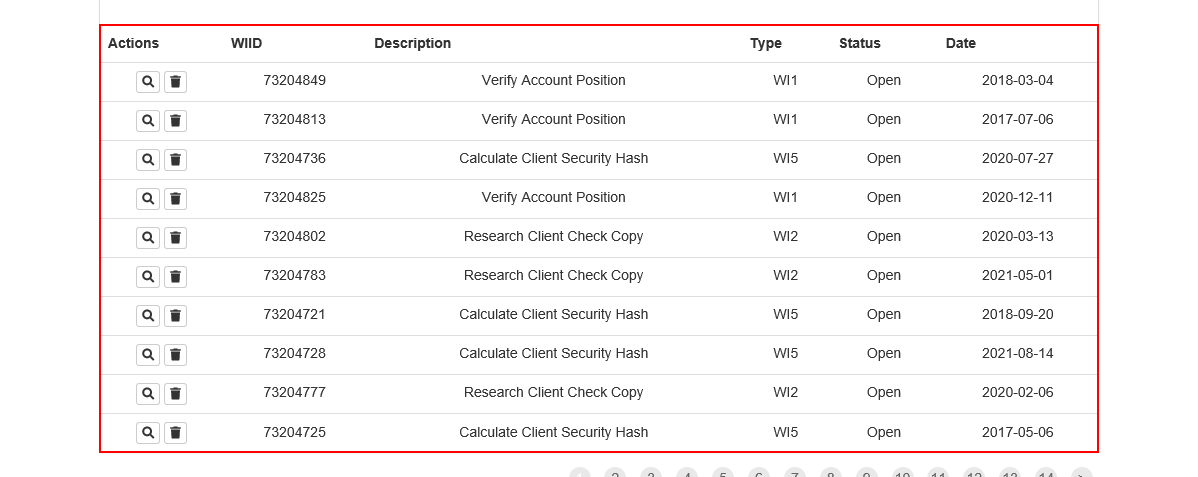 Actions WIID Description Type Status Date
73204849 Verify Account Position WI1 Open 2018-03-04
73204813 Verify Account Position WI1 Open 2017-07-06
73204736 Calculate Client Security Hash WI5 Open 2020-07-27
73204825 Verify Account Position WI1 Open 2020-12-11
73204802 Research Client Check Copy WI2 Open 2020-03-13
73204783 Research Client Check Copy WI2 Open 2021-05-01
73204721 Calculate Client Security Hash WI5 Open 2018-09-20
73204728 Calculate Client Security Hash WI5 Open 2021-08-14
73204777 Research Client Check Copy WI2 Open 2020-02-06
73204725 Calculate Client Security Hash WI5 Open 2017-05-06
2 3 4 5 6 7 8 9 10 11 12 13 14 >